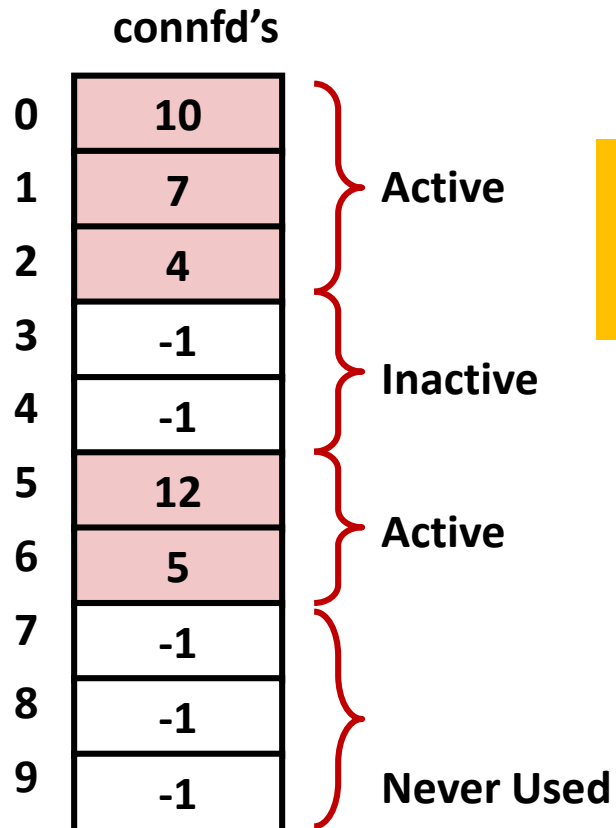 connfd’s
0 10
1 7 Active
2 4
3 -1
4 -1 Inactive
5 12
6 5 Active
7 -1
8 -1
9 -1 Never Used